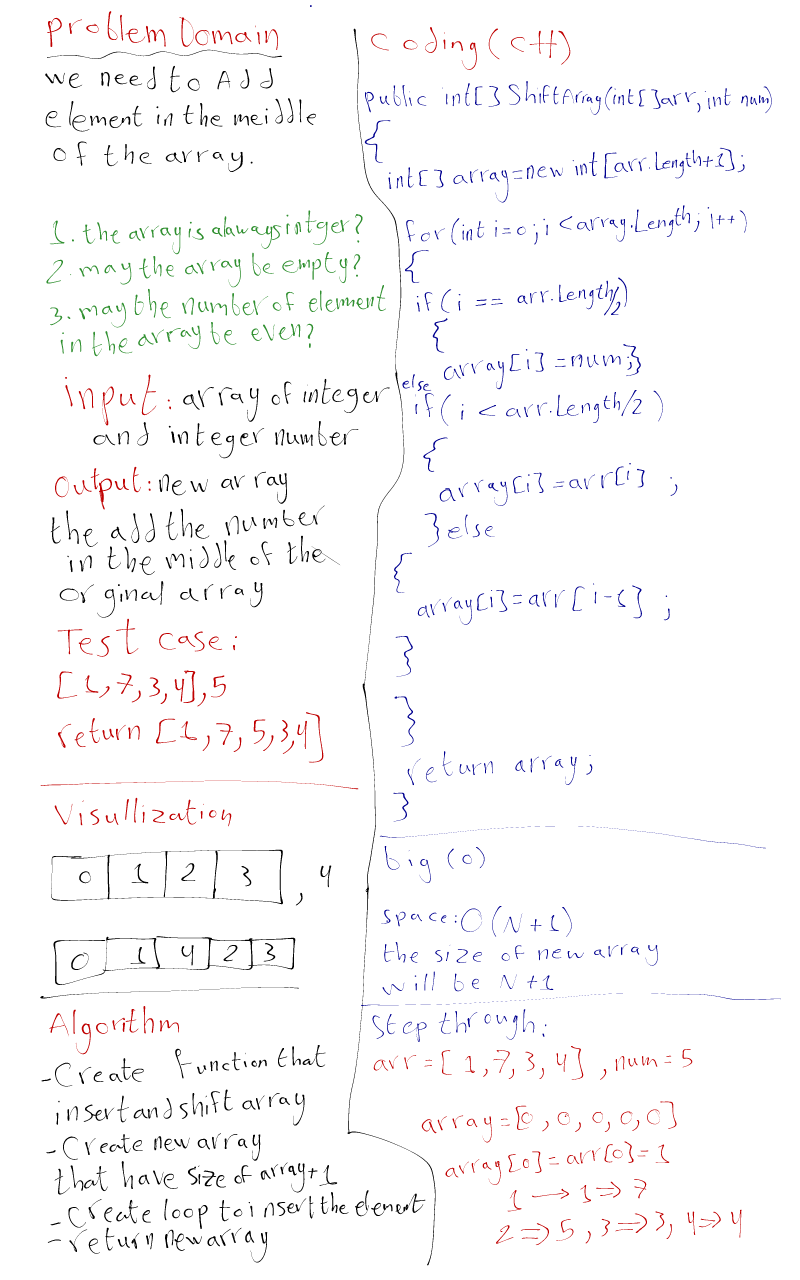 Problem Domain
we need to Add
element in the meiddle
of the array.
1. the array is alawaysintger?
2. may the array be empty?
3. may the number of element
in the array be even?
input: array of integer
and integer number
Output: new array
the add the number
in the middle of the
orginal array
Test case:
[1,7,3,4],5
return [1,7,5,3,4]
Visullization
0 1 2 3 , 4
0 1 4 2 3
Algorithm
-Create function that
insert and shift array
-Create new array
that have size of array+1
-Create loop to insert the element
-return new array
Coding (C#)
public int[] ShiftArray(int[]arr, int num)
{
int[] array=new int[arr.Length+1];
for(int i=0;i<array.Length;i++)
{
if(i == arr.Length/2)
{
array[i]=num;}
else
if(i < arr.Length/2)
{
array[i]=arr[i] ;
}else
{
array[i]=arr[i-1] ;
}
}
return array;
}
big (o)
space: O(N+1)
the size of new array
will be N+1
Step through:
arr=[1,7,3,4], num=5
array=[0,0,0,0,0]
array[0]=arr[0]=1
1 → 1 ⇒ 7
2 ⇒ 5, 3 ⇒ 3, 4 ⇒ 4